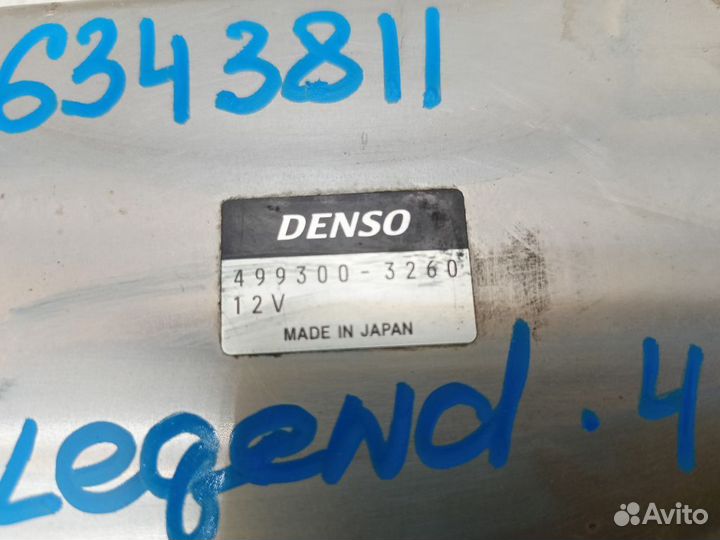 6343811
DENSO
499300-3260
12V
MADE IN JAPAN
Legend.4
Avito